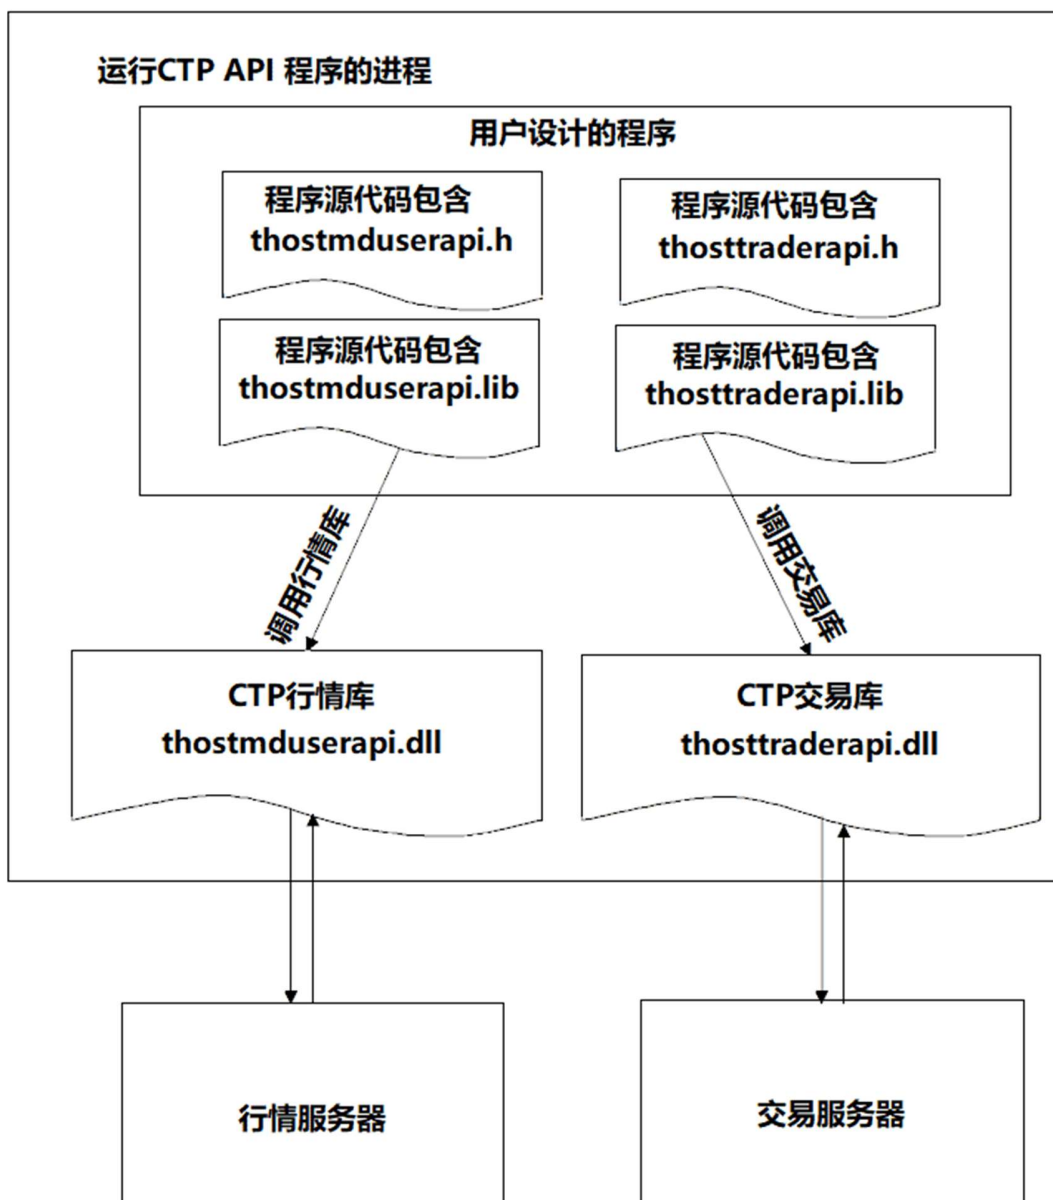 运行CTP API 程序的进程
用户设计的程序
程序源代码包含
thostmduserapi.h
程序源代码包含
thosttraderapi.h
程序源代码包含
thostmduserapi.lib
程序源代码包含
thosttraderapi.lib
调用行情库
调用交易库
CTP行情库
thostmduserapi.dll
CTP交易库
thosttraderapi.dll
行情服务器
交易服务器